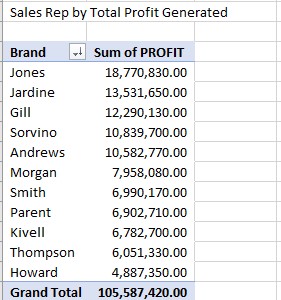 Sales Rep by Total Profit Generated
Brand Sum of PROFIT
Jones 18,770,830.00
Jardine 13,531,650.00
Gill 12,290,130.00
Sorvino 10,839,700.00
Andrews 10,582,770.00
Morgan 7,958,080.00
Smith 6,990,170.00
Parent 6,902,710.00
Kivell 6,782,700.00
Thompson 6,051,330.00
Howard 4,887,350.00
Grand Total 105,587,420.00